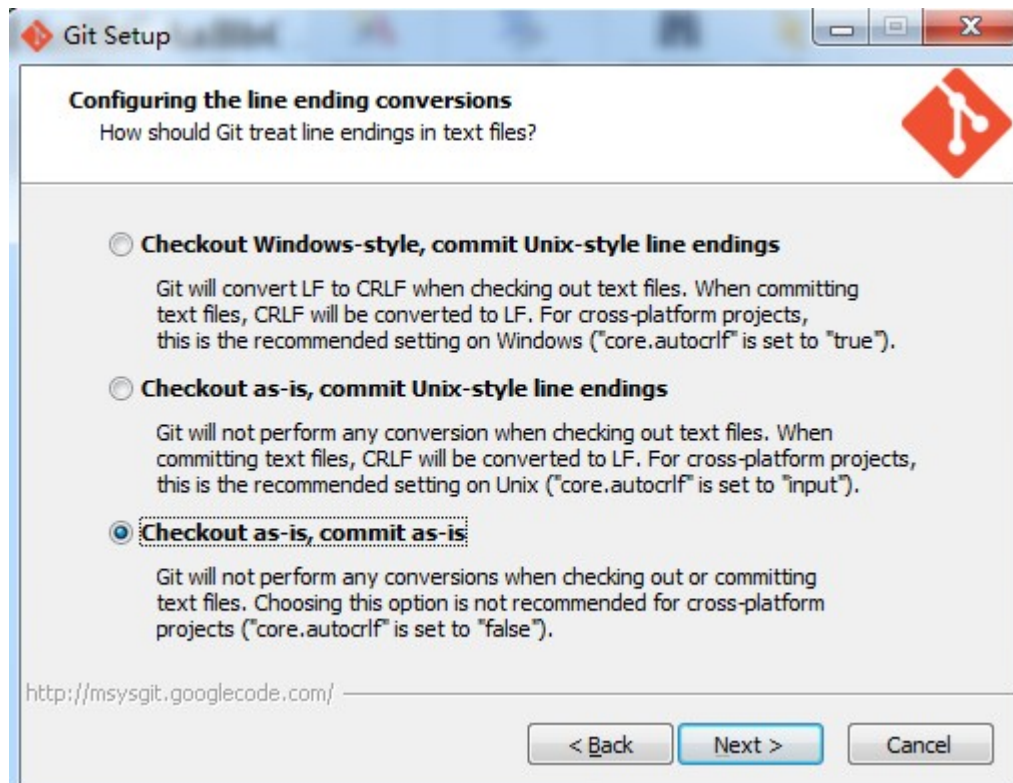 Git Setup
Configuring the line ending conversions
How should Git treat line endings in text files?
Checkout Windows-style, commit Unix-style line endings
Git will convert LF to CRLF when checking out text files. When committing
text files, CRLF will be converted to LF. For cross-platform projects,
this is the recommended setting on Windows ("core.autocrlf" is set to "true").
Checkout as-is, commit Unix-style line endings
Git will not perform any conversion when checking out text files. When
committing text files, CRLF will be converted to LF. For cross-platform projects,
this is the recommended setting on Unix ("core.autocrlf" is set to "input").
Checkout as-is, commit as-is
Git will not perform any conversions when checking out or committing
text files. Choosing this option is not recommended for cross-platform
projects ("core.autocrlf" is set to "false").
http://msysgit.googlecode.com/
< Back
Next >
Cancel